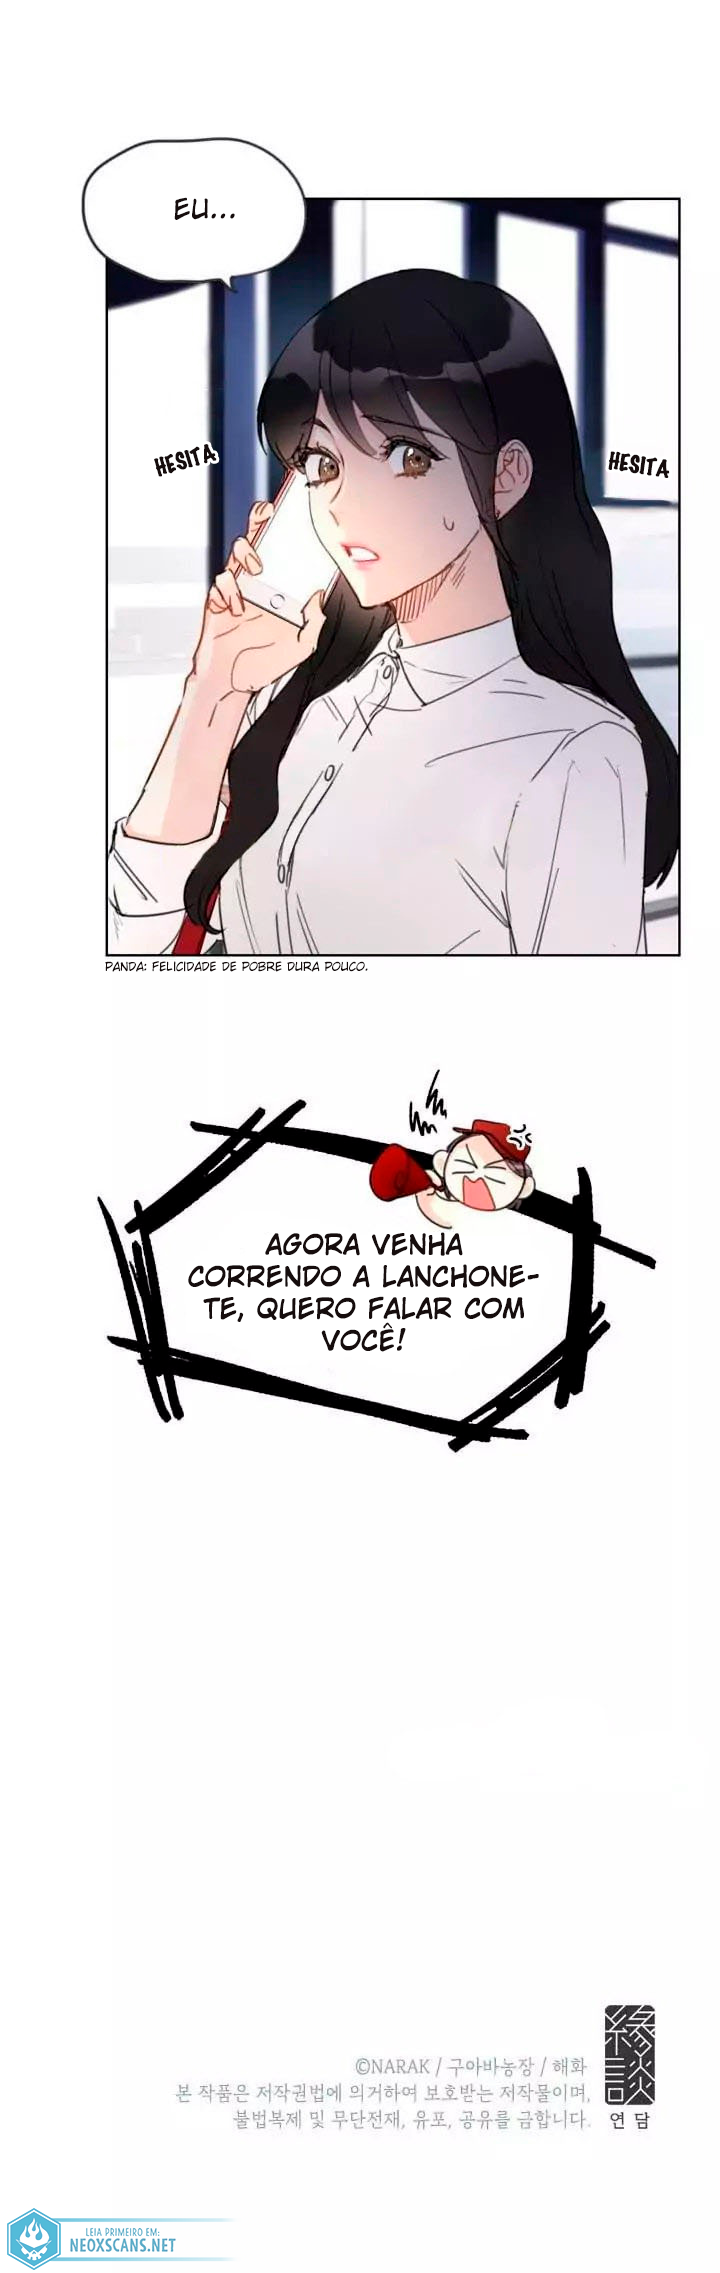 EU...
HESITA
HESITA
PANDA: FELICIDADE DE POBRE DURA POUCO.
AGORA VENHA
CORRENDO A LANCHONE-
TE, QUERO FALAR COM
VOCÊ!
緣談
©NARAK / 구아바농장 / 해화
본 작품은 저작권법에 의거하여 보호받는 저작물이며,
불법복제 및 무단전재, 유포, 공유를 금합니다.
연담
LEIA PRIMEIRO EM:
NEOXSCANS.NET